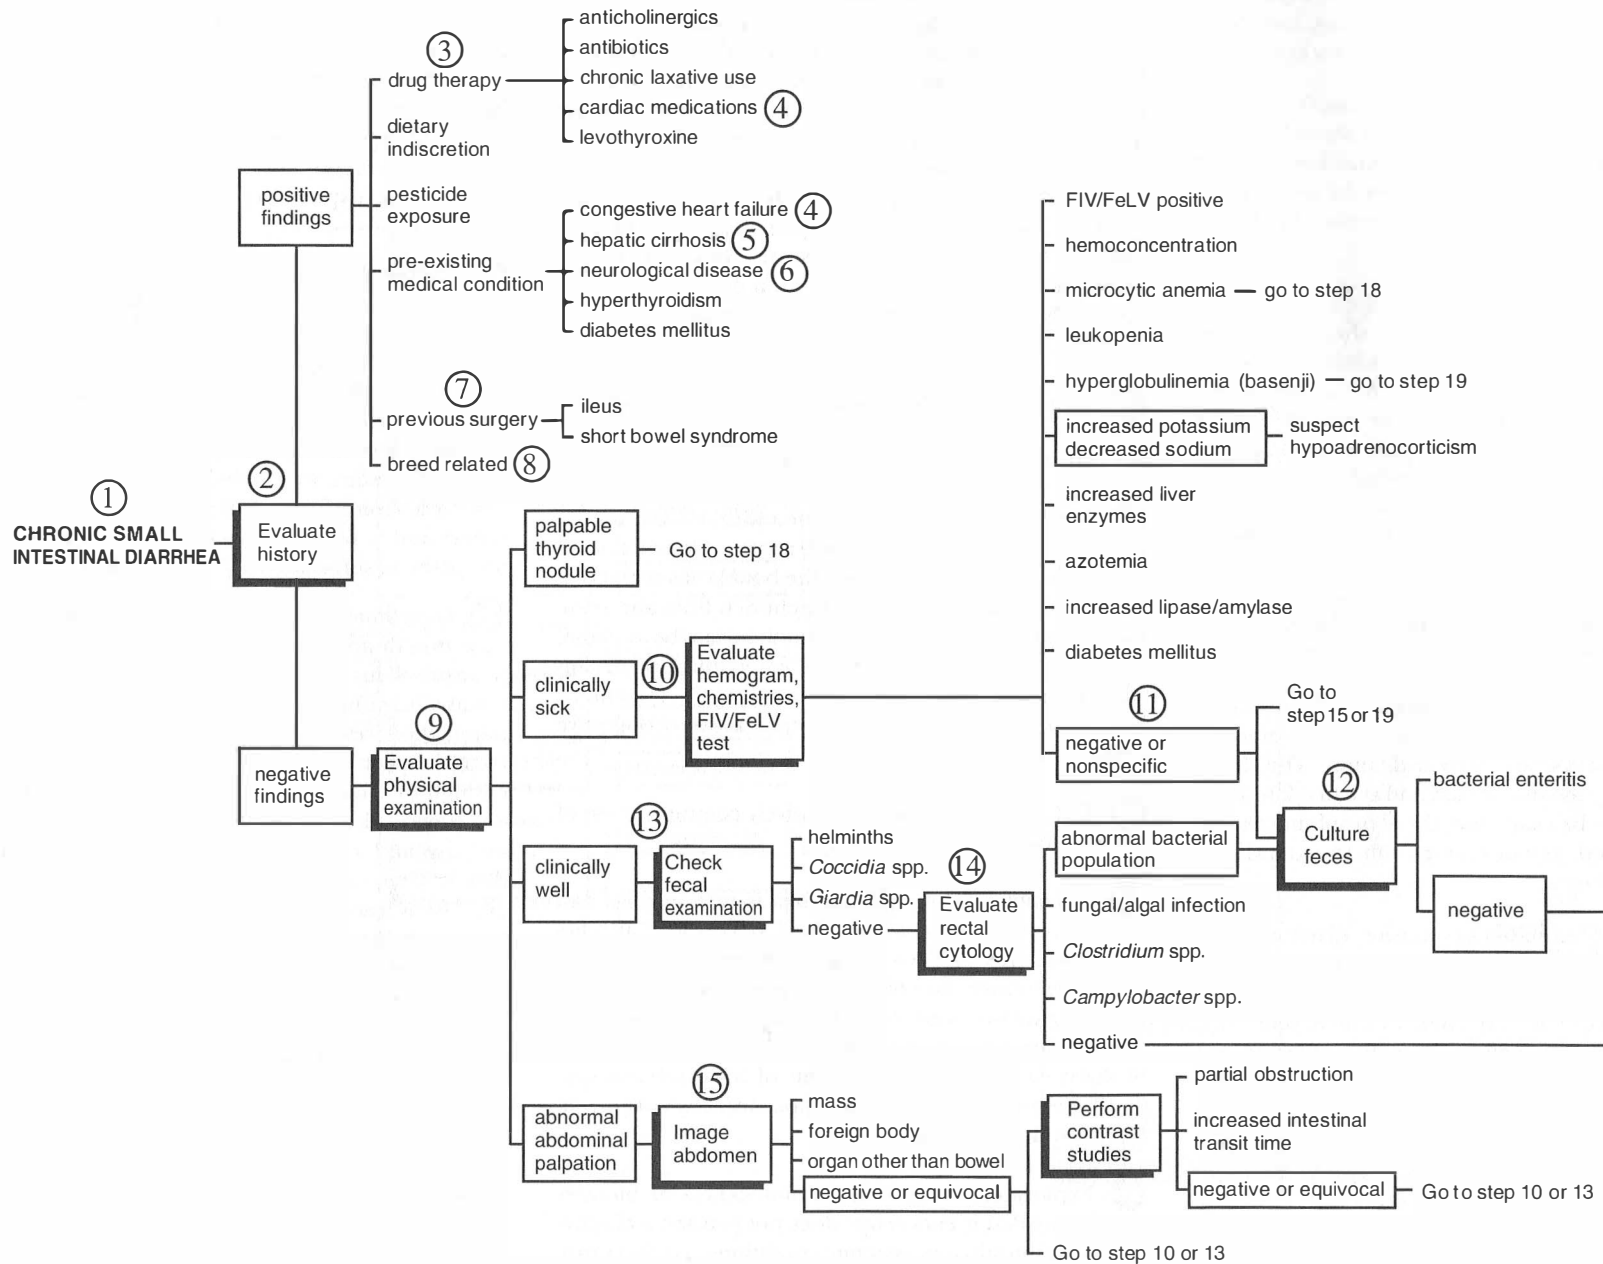 1
CHRONIC SMALL
INTESTINAL DIARRHEA
2
Evaluate
history
positive
findings
3
drug therapy
anticholinergics
antibiotics
chronic laxative use
cardiac medications 4
levothyroxine
dietary
indiscretion
pesticide
exposure
pre-existing
medical condition
congestive heart failure 4
hepatic cirrhosis 5
neurological disease 6
hyperthyroidism
diabetes mellitus
7
previous surgery
ileus
short bowel syndrome
breed related 8
negative
findings
9
Evaluate
physical
examination
palpable
thyroid
nodule
Go to step 18
clinically
sick
10
Evaluate
hemogram,
chemistries,
FIV/FeLV
test
FIV/FeLV positive
hemoconcentration
microcytic anemia — go to step 18
leukopenia
hyperglobulinemia (basenji) — go to step 19
increased potassium
decreased sodium
suspect
hypoadrenocorticism
increased liver
enzymes
azotemia
increased lipase/amylase
diabetes mellitus
11
negative or
nonspecific
Go to
step 15 or 19
12
Culture
feces
bacterial enteritis
negative
clinically
well
13
Check
fecal
examination
helminths
Coccidia spp.
Giardia spp.
negative
14
Evaluate
rectal
cytology
abnormal bacterial
population
fungal/algal infection
Clostridium spp.
Campylobacter spp.
negative
abnormal
abdominal
palpation
15
Image
abdomen
mass
foreign body
organ other than bowel
negative or equivocal
Perform
contrast
studies
partial obstruction
increased intestinal
transit time
negative or equivocal
Go to step 10 or 13
Go to step 10 or 13